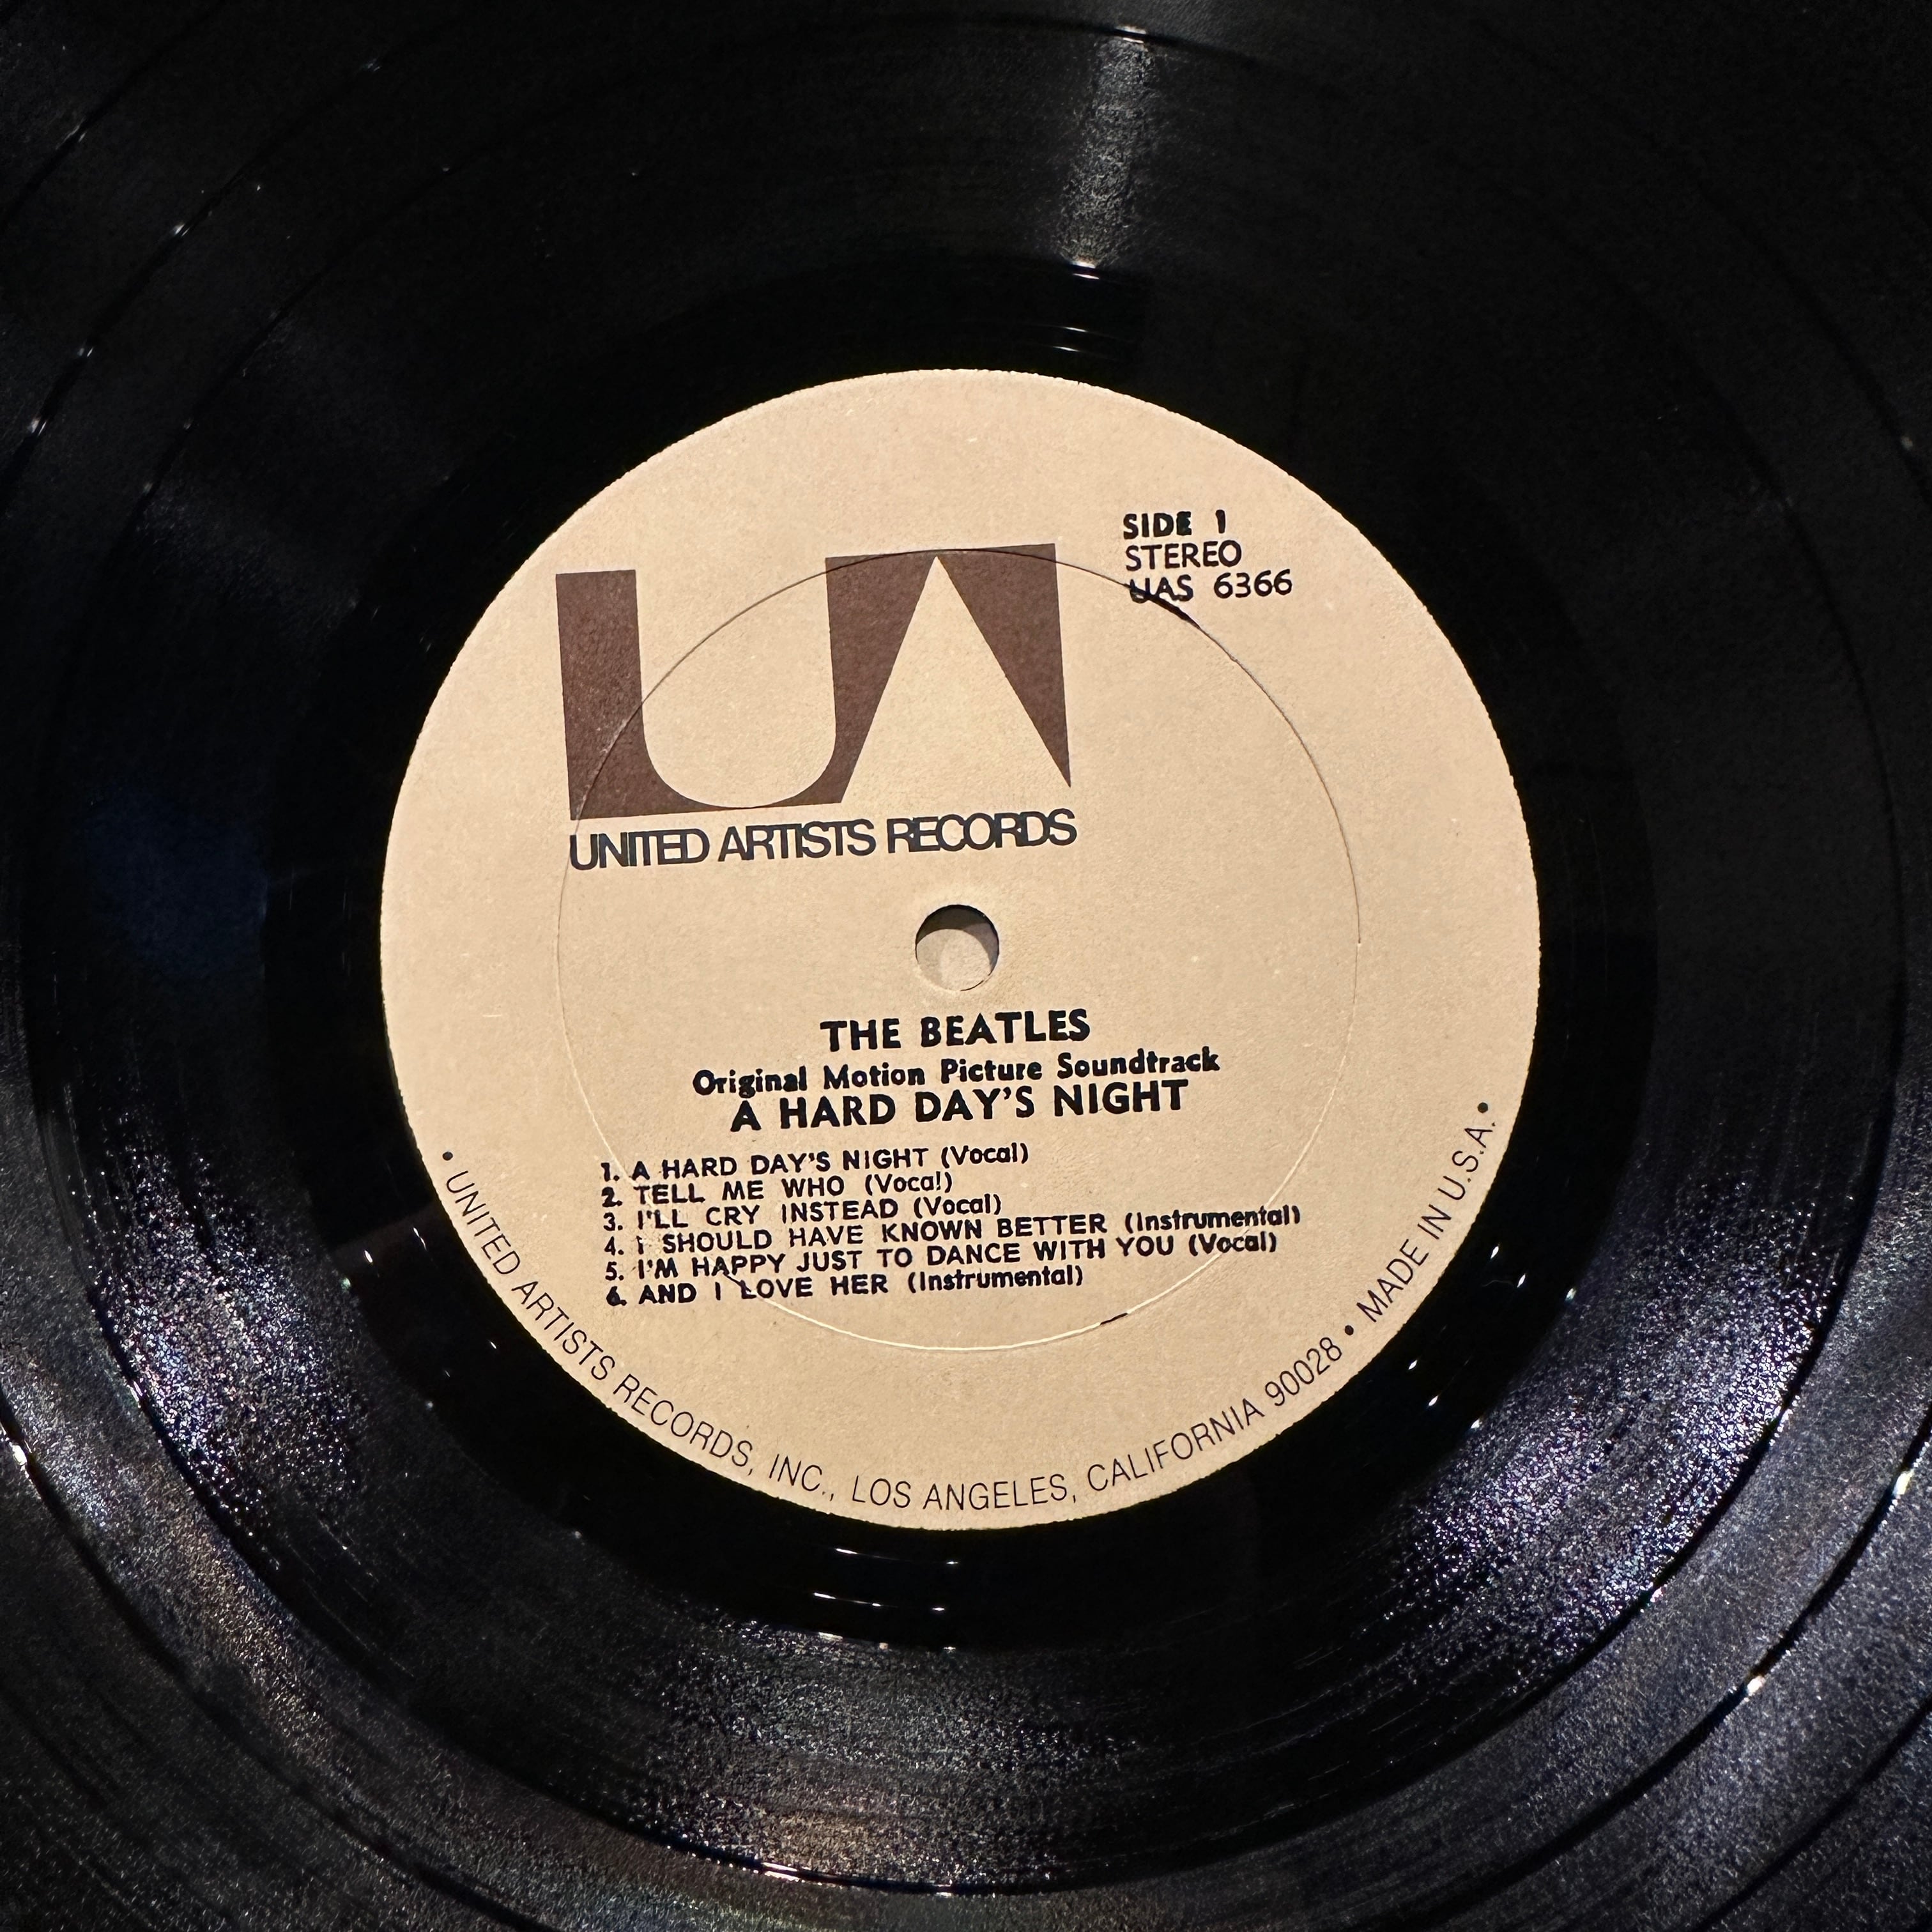 SIDE 1
STEREO
UAS 6366
UA
UNITED ARTISTS RECORDS
THE BEATLES
Original Motion Picture Soundtrack
A HARD DAY'S NIGHT
1. A HARD DAY'S NIGHT (Vocal)
2. TELL ME WHO (Vocal)
3. I'LL CRY INSTEAD (Vocal)
4. I SHOULD HAVE KNOWN BETTER (Instrumental)
5. I'M HAPPY JUST TO DANCE WITH YOU (Vocal)
6. AND I LOVE HER (Instrumental)
• UNITED ARTISTS RECORDS, INC., LOS ANGELES, CALIFORNIA 90028 • MADE IN U.S.A. •